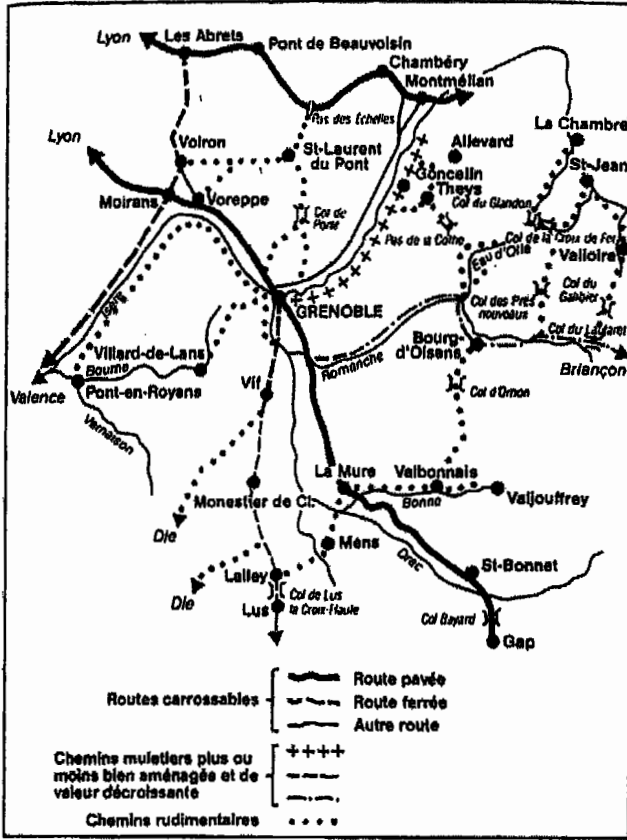 Lyon
Les Abrets
Pont de Beauvoisin
Chambéry
Montmélian
Pas des Échelles
La Chambre
Lyon
Voiron
St-Laurent
du Pont
Allevard
St-Jean
Goncelin
Theys
Moirans
Voreppe
Col de
Porte
Col du Glandon
Col de la Croix de Fer
Pas de la Coche
Eau d'Olle
Valloire
Isère
GRENOBLE
Col des Prés
nouveaux
Col du
Galibier
Col du Lautaret
Villard-de-Lans
Bourne
Bourg-
d'Oisans
Romanche
Briançon
Valence
Pont-en-Royans
Vernaison
Vif
Col d'Ornon
La Mure
Valbonnais
Monestier de Cl.
Bonne
Valjouffrey
Die
Mens
Drac
St-Bonnet
Lalley
Die
Col de Lus
la Croix-Haute
Lus
Col Bayard
Gap
Routes carrossables
Route pavée
Route ferrée
Autre route
Chemins muletiers plus ou
moins bien aménagée et de
valeur décroissante
Chemins rudimentaires